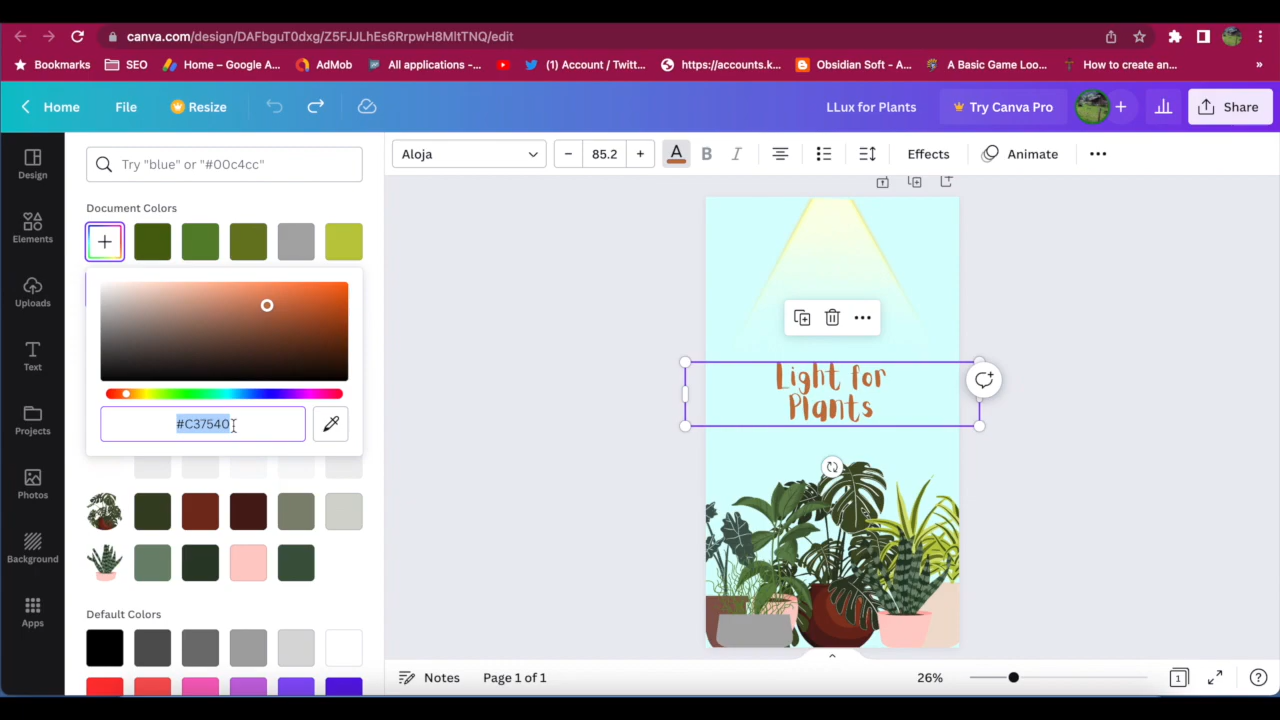 canva.com/design/DAFbguT0dxg/Z5FJJLhEs6RrpwH8MltTNQ/edit
Bookmarks SEO Home – Google A... AdMob All applications -... (1) Account / Twitt... https://accounts.k... Obsidian Soft - A... A Basic Game Loo... How to create an... »
Home File Resize LLux for Plants Try Canva Pro + Share
Try "blue" or "#00c4cc" Aloja – 85.2 + A B I Effects Animate
Design
Document Colors
Elements
#C37540
Uploads
Text
Projects
Photos
Background
Apps
Default Colors
Light for
Plants
Notes Page 1 of 1 26% 1 ?